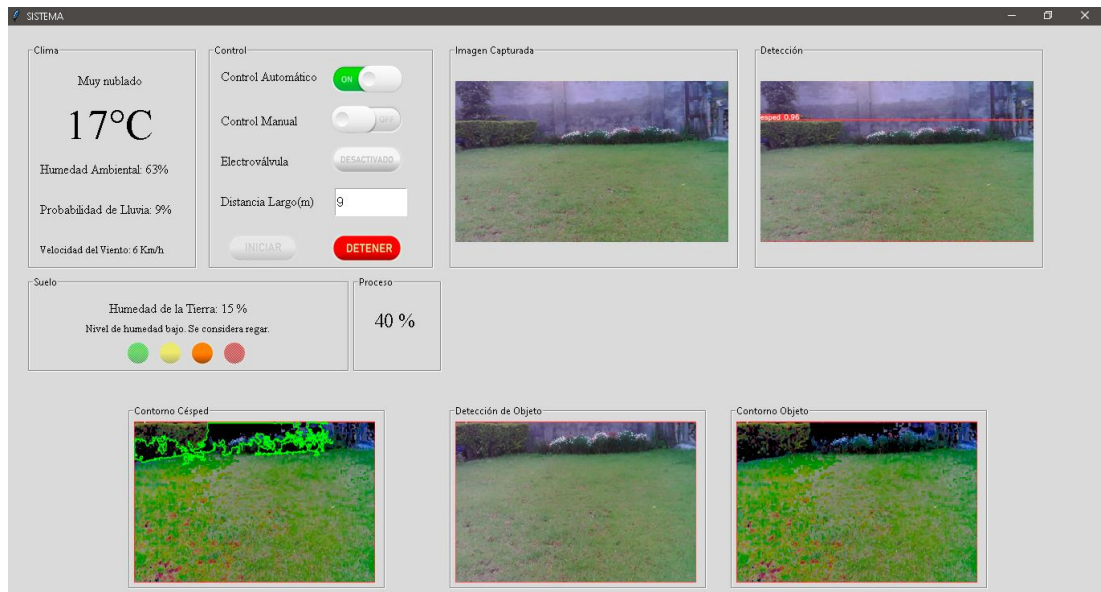 SISTEMA
Clima
Muy nublado
17°C
Humedad Ambiental: 63%
Probabilidad de Lluvia: 9%
Velocidad del Viento: 6 Km/h
Control
Control Automático
ON
Control Manual
OFF
Electroválvula
DESACTIVADO
Distancia Largo(m)
9
INICIAR
DETENER
Imagen Capturada
Detección
esped 0.96
Suelo
Humedad de la Tierra: 15 %
Nivel de humedad bajo. Se considera regar.
Proceso
40 %
Contorno Césped
Detección de Objeto
Contorno Objeto